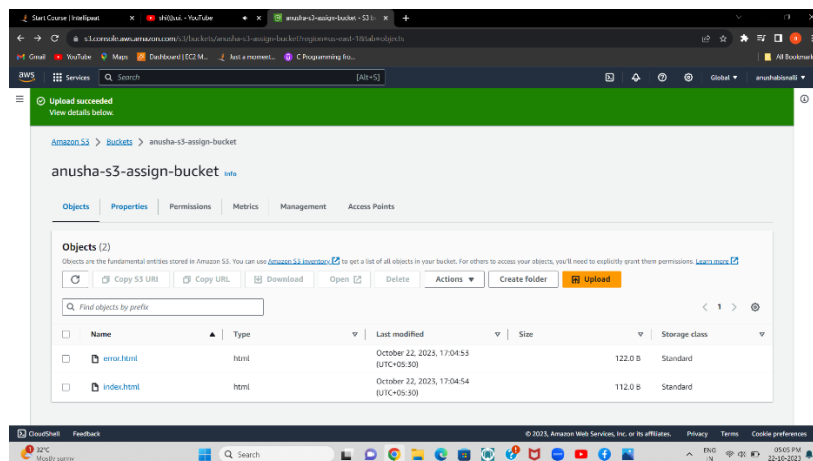 Start Course | Intellipaat
YouTube
anusha-s3-assign-bucket - S3 b
s3.console.aws.amazon.com/s3/buckets/anusha-s3-assign-bucket?region=us-east-1&tab=objects
Gmail YouTube Maps Dashboard | EC2 M... Just a moment... C Programming fro... All Bookmark
aws Services Search [Alt+S] Global anushabisnalli
Upload succeeded
View details below.
Amazon S3 > Buckets > anusha-s3-assign-bucket
anusha-s3-assign-bucket Info
Objects Properties Permissions Metrics Management Access Points
Objects (2)
Objects are the fundamental entities stored in Amazon S3. You can use Amazon S3 inventory to get a list of all objects in your bucket. For others to access your objects, you'll need to explicitly grant them permissions. Learn more
Copy S3 URI Copy URL Download Open Delete Actions Create folder Upload
Find objects by prefix 1
Name Type Last modified Size Storage class
error.html html October 22, 2023, 17:04:53 (UTC+05:30) 122.0 B Standard
index.html html October 22, 2023, 17:04:54 (UTC+05:30) 112.0 B Standard
CloudShell Feedback © 2023, Amazon Web Services, Inc. or its affiliates. Privacy Terms Cookie preferences
32°C Search ENG 05:05 PM
Mostly sunny IN 22-10-2023